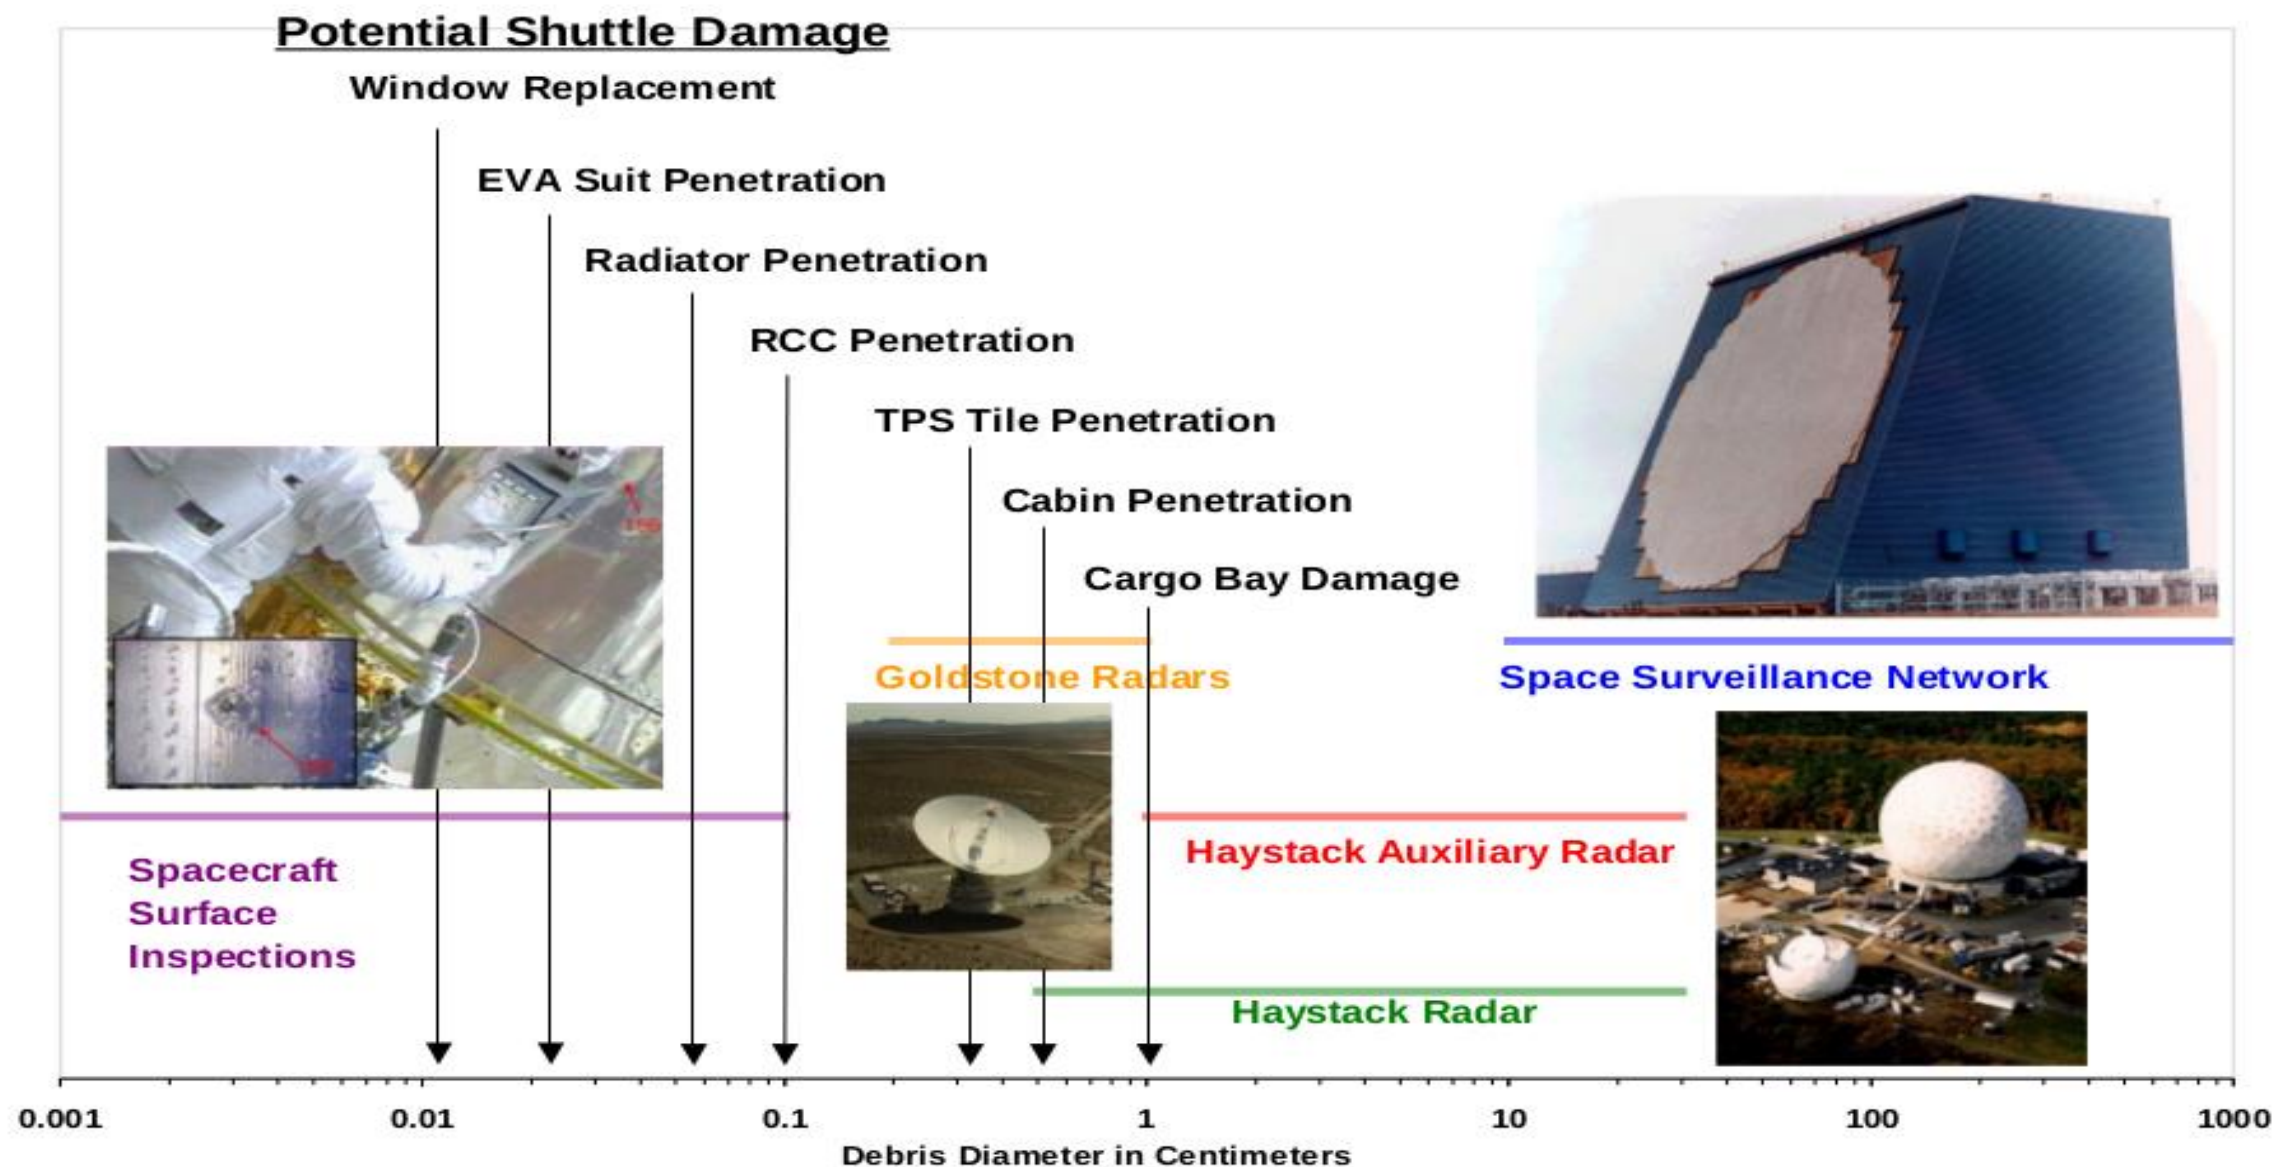 Potential Shuttle Damage
Window Replacement
EVA Suit Penetration
Radiator Penetration
RCC Penetration
TPS Tile Penetration
Cabin Penetration
Cargo Bay Damage
Goldstone Radars
Space Surveillance Network
Haystack Auxiliary Radar
Spacecraft
Surface
Inspections
Haystack Radar
0.001 0.01 0.1 1 10 100 1000
Debris Diameter in Centimeters